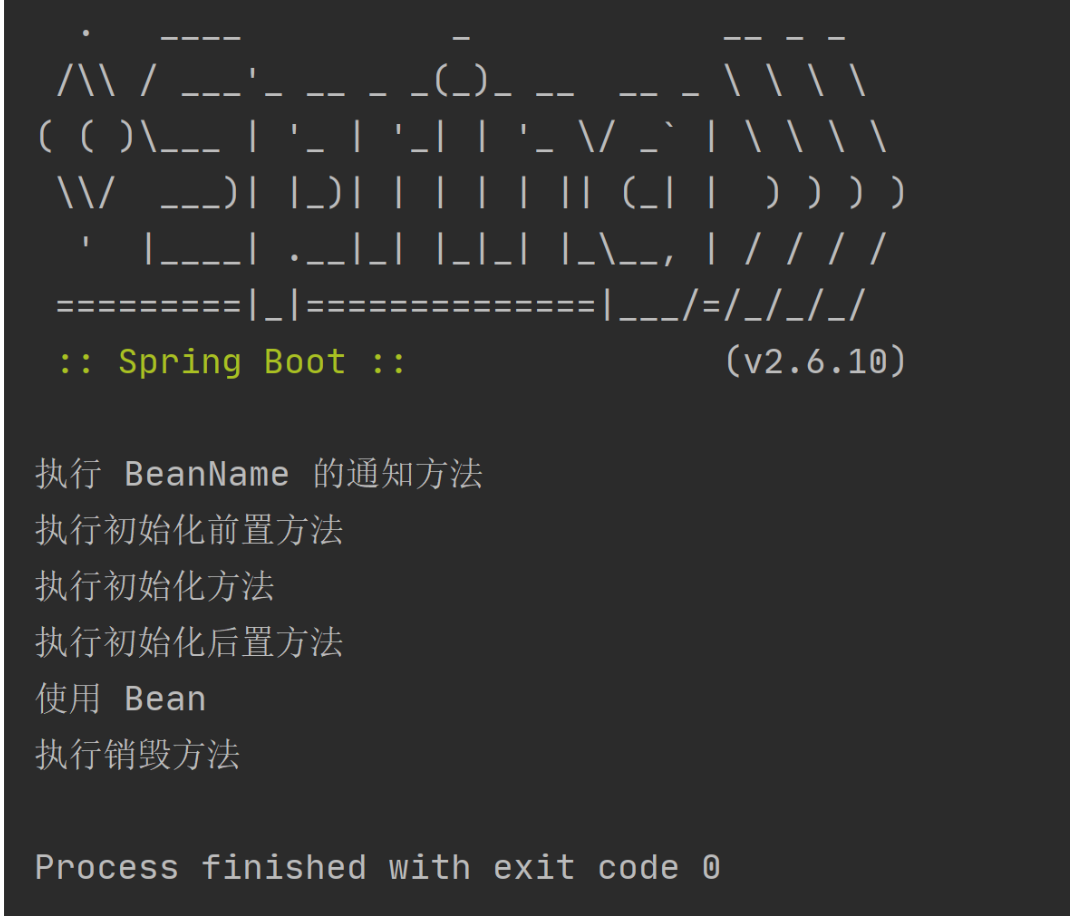 .   ____          _            __ _ _
 /\\ / ___'_ __ _ _(_)_ __  __ _ \ \ \ \
( ( )\___ | '_ | '_| | '_ \/ _` | \ \ \ \
 \\/  ___)| |_)| | | | | || (_| |  ) ) ) )
  '  |____| .__|_| |_|_| |_\__, | / / / /
 =========|_|==============|___/=/_/_/_/
 :: Spring Boot ::               (v2.6.10)
执行 BeanName 的通知方法
执行初始化前置方法
执行初始化方法
执行初始化后置方法
使用 Bean
执行销毁方法
Process finished with exit code 0